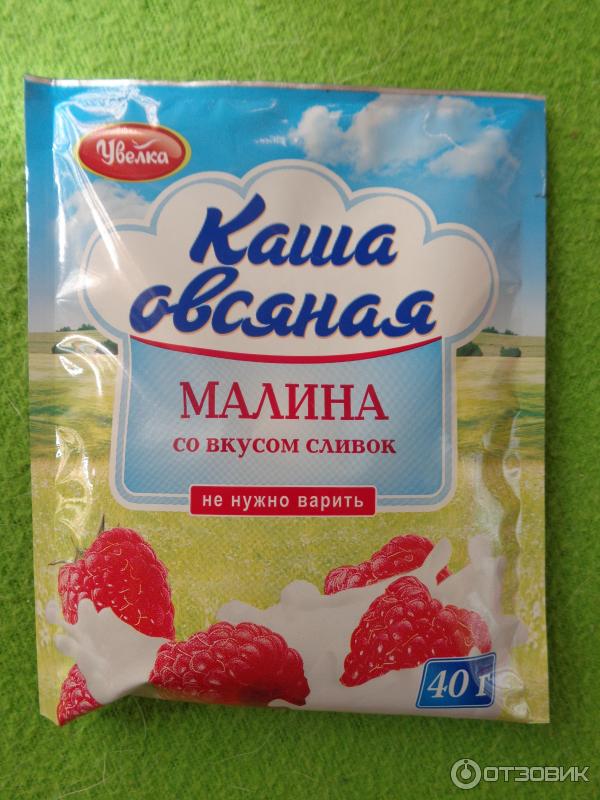 Увелка
Каша
овсяная
МАЛИНА
СО ВКУСОМ СЛИВОК
не нужно варить
40 г
ОТЗОВИК